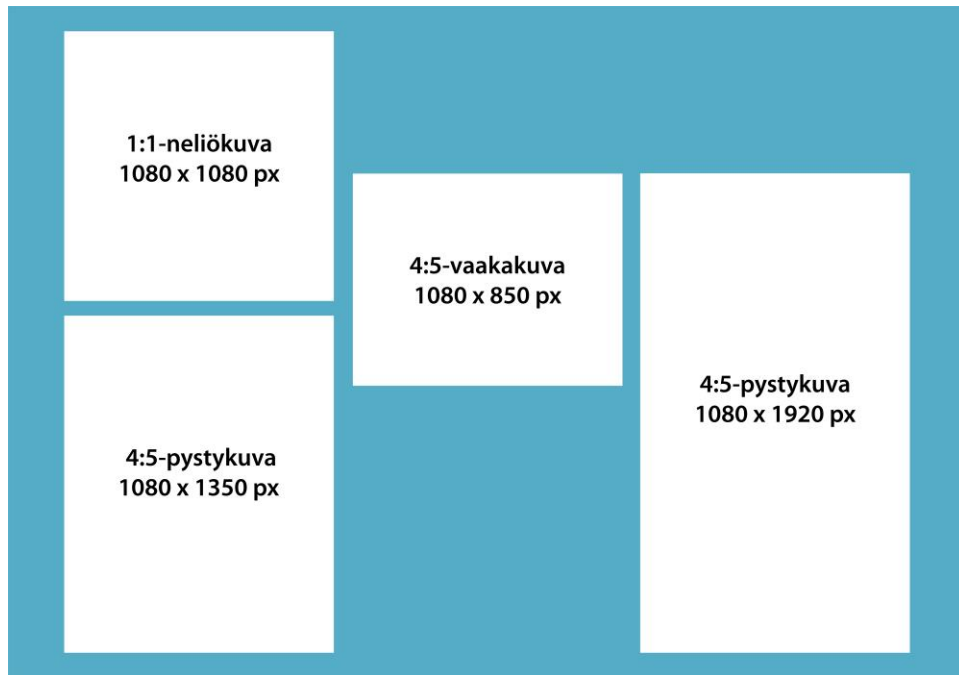 1:1-neliökuva
1080 x 1080 px
4:5-pystykuva
1080 x 1350 px
4:5-vaakakuva
1080 x 850 px
4:5-pystykuva
1080 x 1920 px